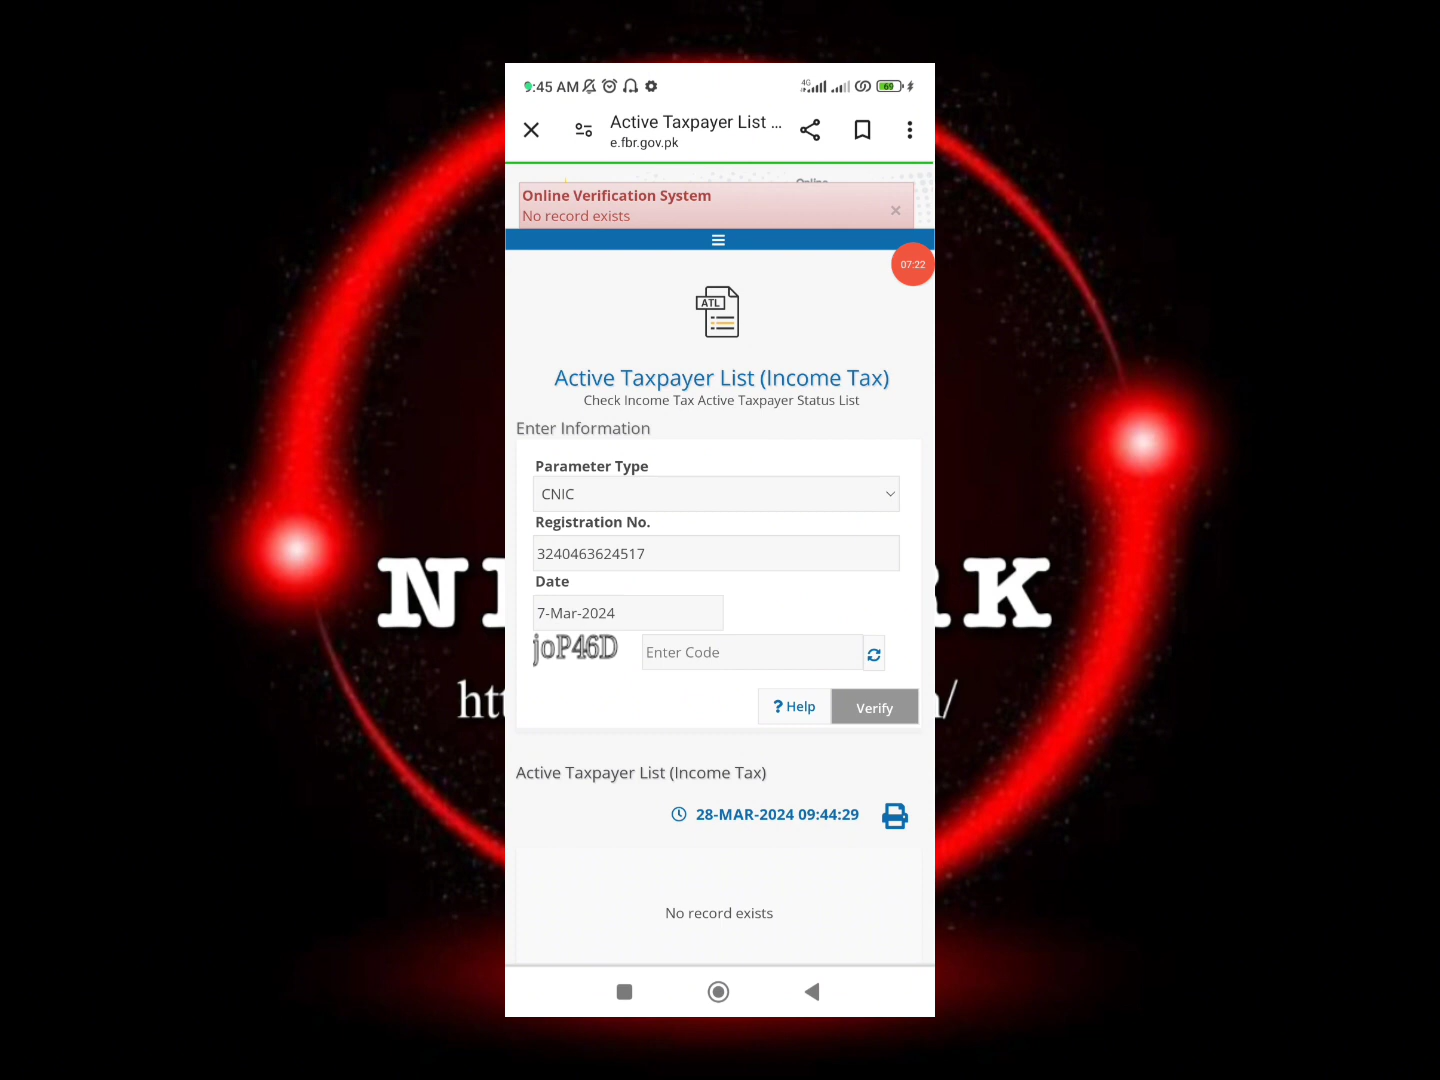 9:45 AM
4G
69
Active Taxpayer List ...
e.fbr.gov.pk
Online
Online Verification System
No record exists
×
07:22
ATL
Active Taxpayer List (Income Tax)
Check Income Tax Active Taxpayer Status List
Enter Information
Parameter Type
CNIC
Registration No.
3240463624517
Date
7-Mar-2024
joP46D
Enter Code
? Help
Verify
Active Taxpayer List (Income Tax)
28-MAR-2024 09:44:29
No record exists